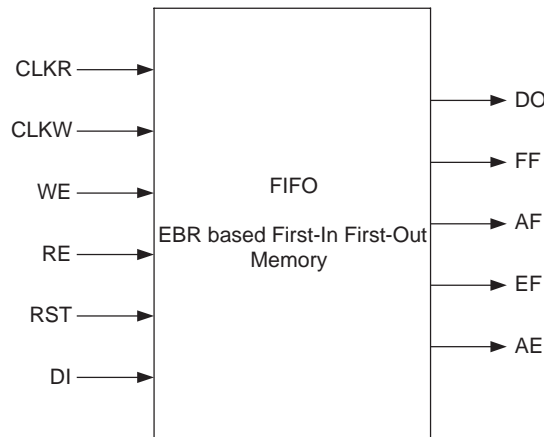 CLKR
CLKW
WE
RE
RST
DI
FIFO
EBR based First-In First-Out
Memory
DO
FF
AF
EF
AE